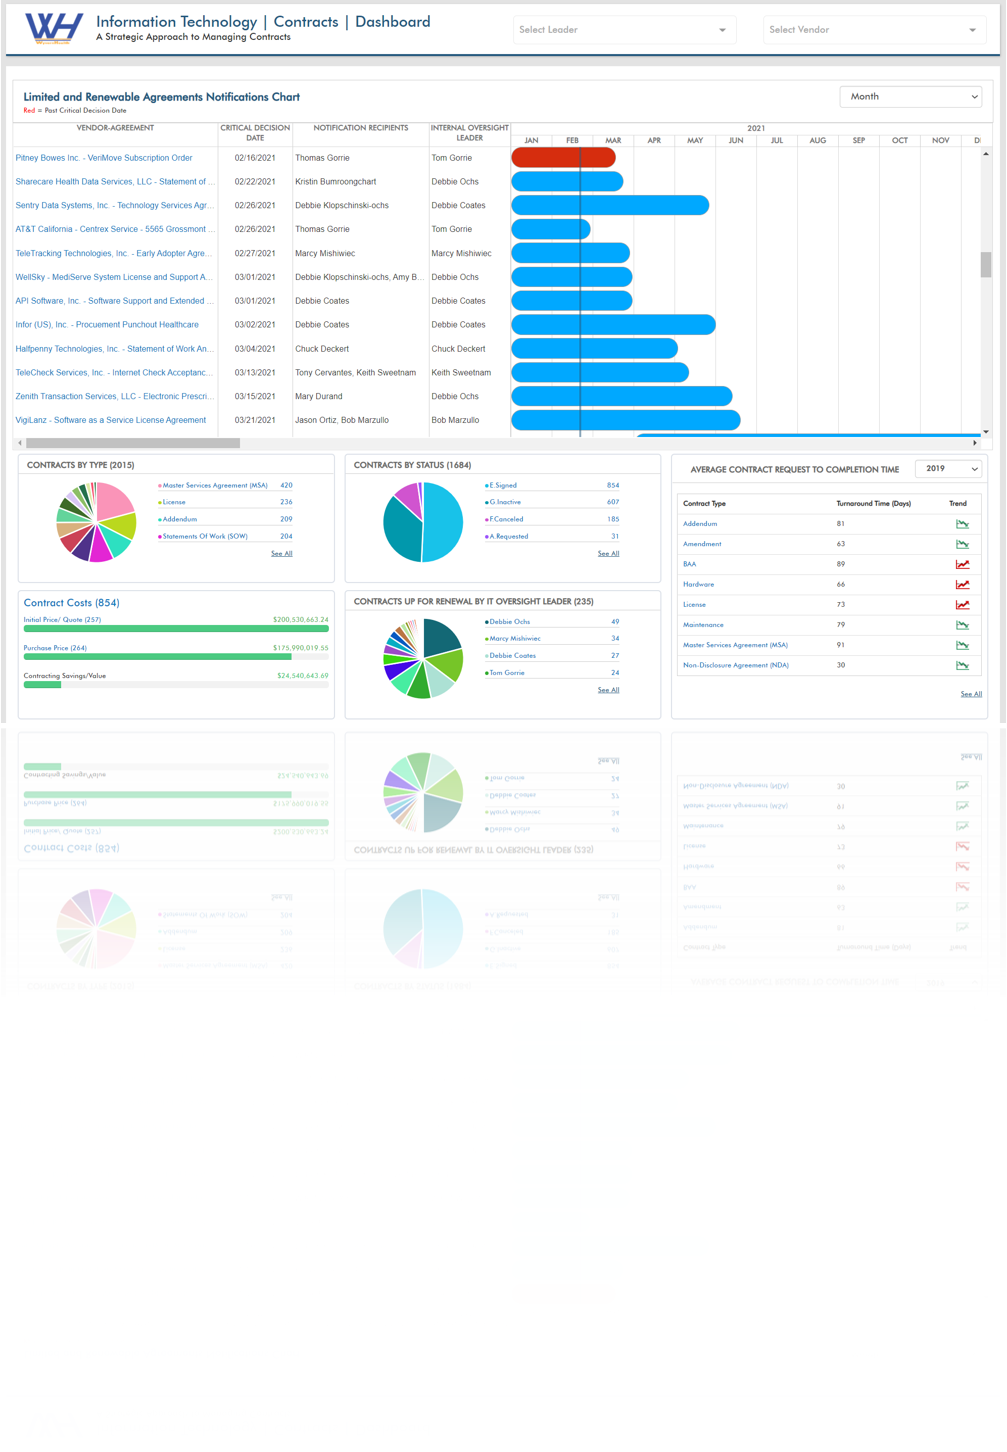 WH
Information Technology | Contracts | Dashboard
A Strategic Approach to Managing Contracts
Select Leader
Select Vendor
Limited and Renewable Agreements Notifications Chart
Red = Past Critical Decision Date
Month
VENDOR-AGREEMENT CRITICAL DECISION DATE NOTIFICATION RECIPIENTS INTERNAL OVERSIGHT LEADER 2021
JAN FEB MAR APR MAY JUN JUL AUG SEP OCT NOV D
Pitney Bowes Inc. - VeriMove Subscription Order 02/16/2021 Thomas Gorrie Tom Gorrie
Sharecare Health Data Services, LLC - Statement of ... 02/22/2021 Kristin Bumroongchart Debbie Ochs
Sentry Data Systems, Inc. - Technology Services Agr... 02/26/2021 Debbie Klopschinski-ochs Debbie Coates
AT&T California - Centrex Service - 5565 Grossmont ... 02/26/2021 Thomas Gorrie Tom Gorrie
TeleTracking Technologies, Inc. - Early Adopter Agre... 02/27/2021 Marcy Mishiwiec Marcy Mishiwiec
WellSky - MediServe System License and Support A... 03/01/2021 Debbie Klopschinski-ochs, Amy B... Debbie Ochs
API Software, Inc. - Software Support and Extended ... 03/01/2021 Debbie Coates Debbie Coates
Infor (US), Inc. - Procuement Punchout Healthcare 03/02/2021 Debbie Coates Debbie Coates
Halfpenny Technologies, Inc. - Statement of Work An... 03/04/2021 Chuck Deckert Chuck Deckert
TeleCheck Services, Inc. - Internet Check Acceptanc... 03/13/2021 Tony Cervantes, Keith Sweetnam Keith Sweetnam
Zenith Transaction Services, LLC - Electronic Prescri... 03/15/2021 Mary Durand Debbie Ochs
VigiLanz - Software as a Service License Agreement 03/21/2021 Jason Ortiz, Bob Marzullo Bob Marzullo
CONTRACTS BY TYPE (2015)
Master Services Agreement (MSA) 420
License 236
Addendum 209
Statements Of Work (SOW) 204
See All
CONTRACTS BY STATUS (1684)
E.Signed 854
G.Inactive 607
F.Canceled 185
A.Requested 31
See All
AVERAGE CONTRACT REQUEST TO COMPLETION TIME 2019
Contract Type Turnaround Time (Days) Trend
Addendum 81
Amendment 63
BAA 89
Hardware 66
License 73
Maintenance 79
Master Services Agreement (MSA) 91
Non-Disclosure Agreement (NDA) 30
See All
Contract Costs (854)
Initial Price/ Quote (257) $200,530,663.24
Purchase Price (264) $175,990,019.55
Contracting Savings/Value $24,540,643.69
CONTRACTS UP FOR RENEWAL BY IT OVERSIGHT LEADER (235)
Debbie Ochs 49
Marcy Mishiwiec 34
Debbie Coates 27
Tom Gorrie 24
See All